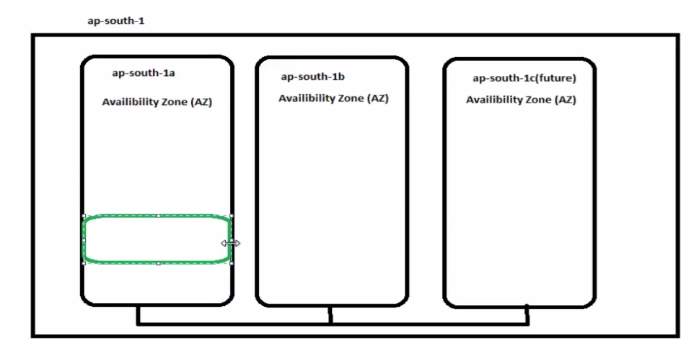 ap-south-1
ap-south-1a
Availibility Zone (AZ)
ap-south-1b
Availibility Zone (AZ)
ap-south-1c(future)
Availibility Zone (AZ)